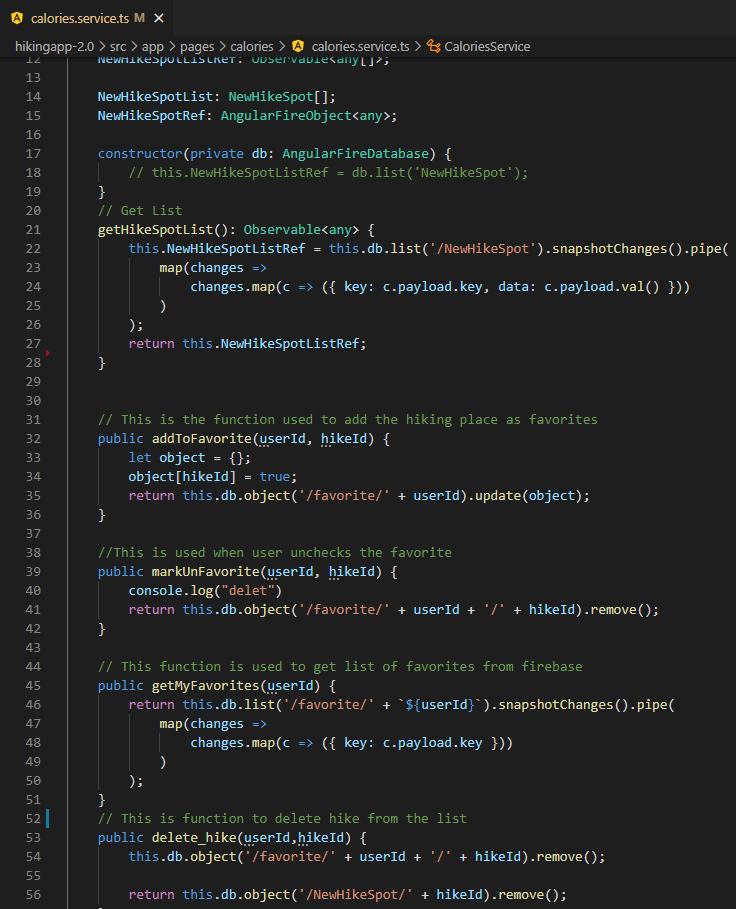 calories.service.ts M ×
hikingapp-2.0 > src > app > pages > calories > calories.service.ts > CaloriesService
12 NewHikeSpotListRef: Observable<any[]>;
13
14 NewHikeSpotList: NewHikeSpot[];
15 NewHikeSpotRef: AngularFireObject<any>;
16
17 constructor(private db: AngularFireDatabase) {
18 // this.NewHikeSpotListRef = db.list('NewHikeSpot');
19 }
20 // Get List
21 getHikeSpotList(): Observable<any> {
22 this.NewHikeSpotListRef = this.db.list('/NewHikeSpot').snapshotChanges().pipe(
23 map(changes =>
24 changes.map(c => ({ key: c.payload.key, data: c.payload.val() }))
25 )
26 );
27 return this.NewHikeSpotListRef;
28 }
29
30
31 // This is the function used to add the hiking place as favorites
32 public addToFavorite(userId, hikeId) {
33 let object = {};
34 object[hikeId] = true;
35 return this.db.object('/favorite/' + userId).update(object);
36 }
37
38 //This is used when user unchecks the favorite
39 public markUnFavorite(userId, hikeId) {
40 console.log("delet")
41 return this.db.object('/favorite/' + userId + '/' + hikeId).remove();
42 }
43
44 // This function is used to get list of favorites from firebase
45 public getMyFavorites(userId) {
46 return this.db.list('/favorite/' + `${userId}`).snapshotChanges().pipe(
47 map(changes =>
48 changes.map(c => ({ key: c.payload.key }))
49 )
50 );
51 }
52 // This is function to delete hike from the list
53 public delete_hike(userId,hikeId) {
54 this.db.object('/favorite/' + userId + '/' + hikeId).remove();
55
56 return this.db.object('/NewHikeSpot/' + hikeId).remove();